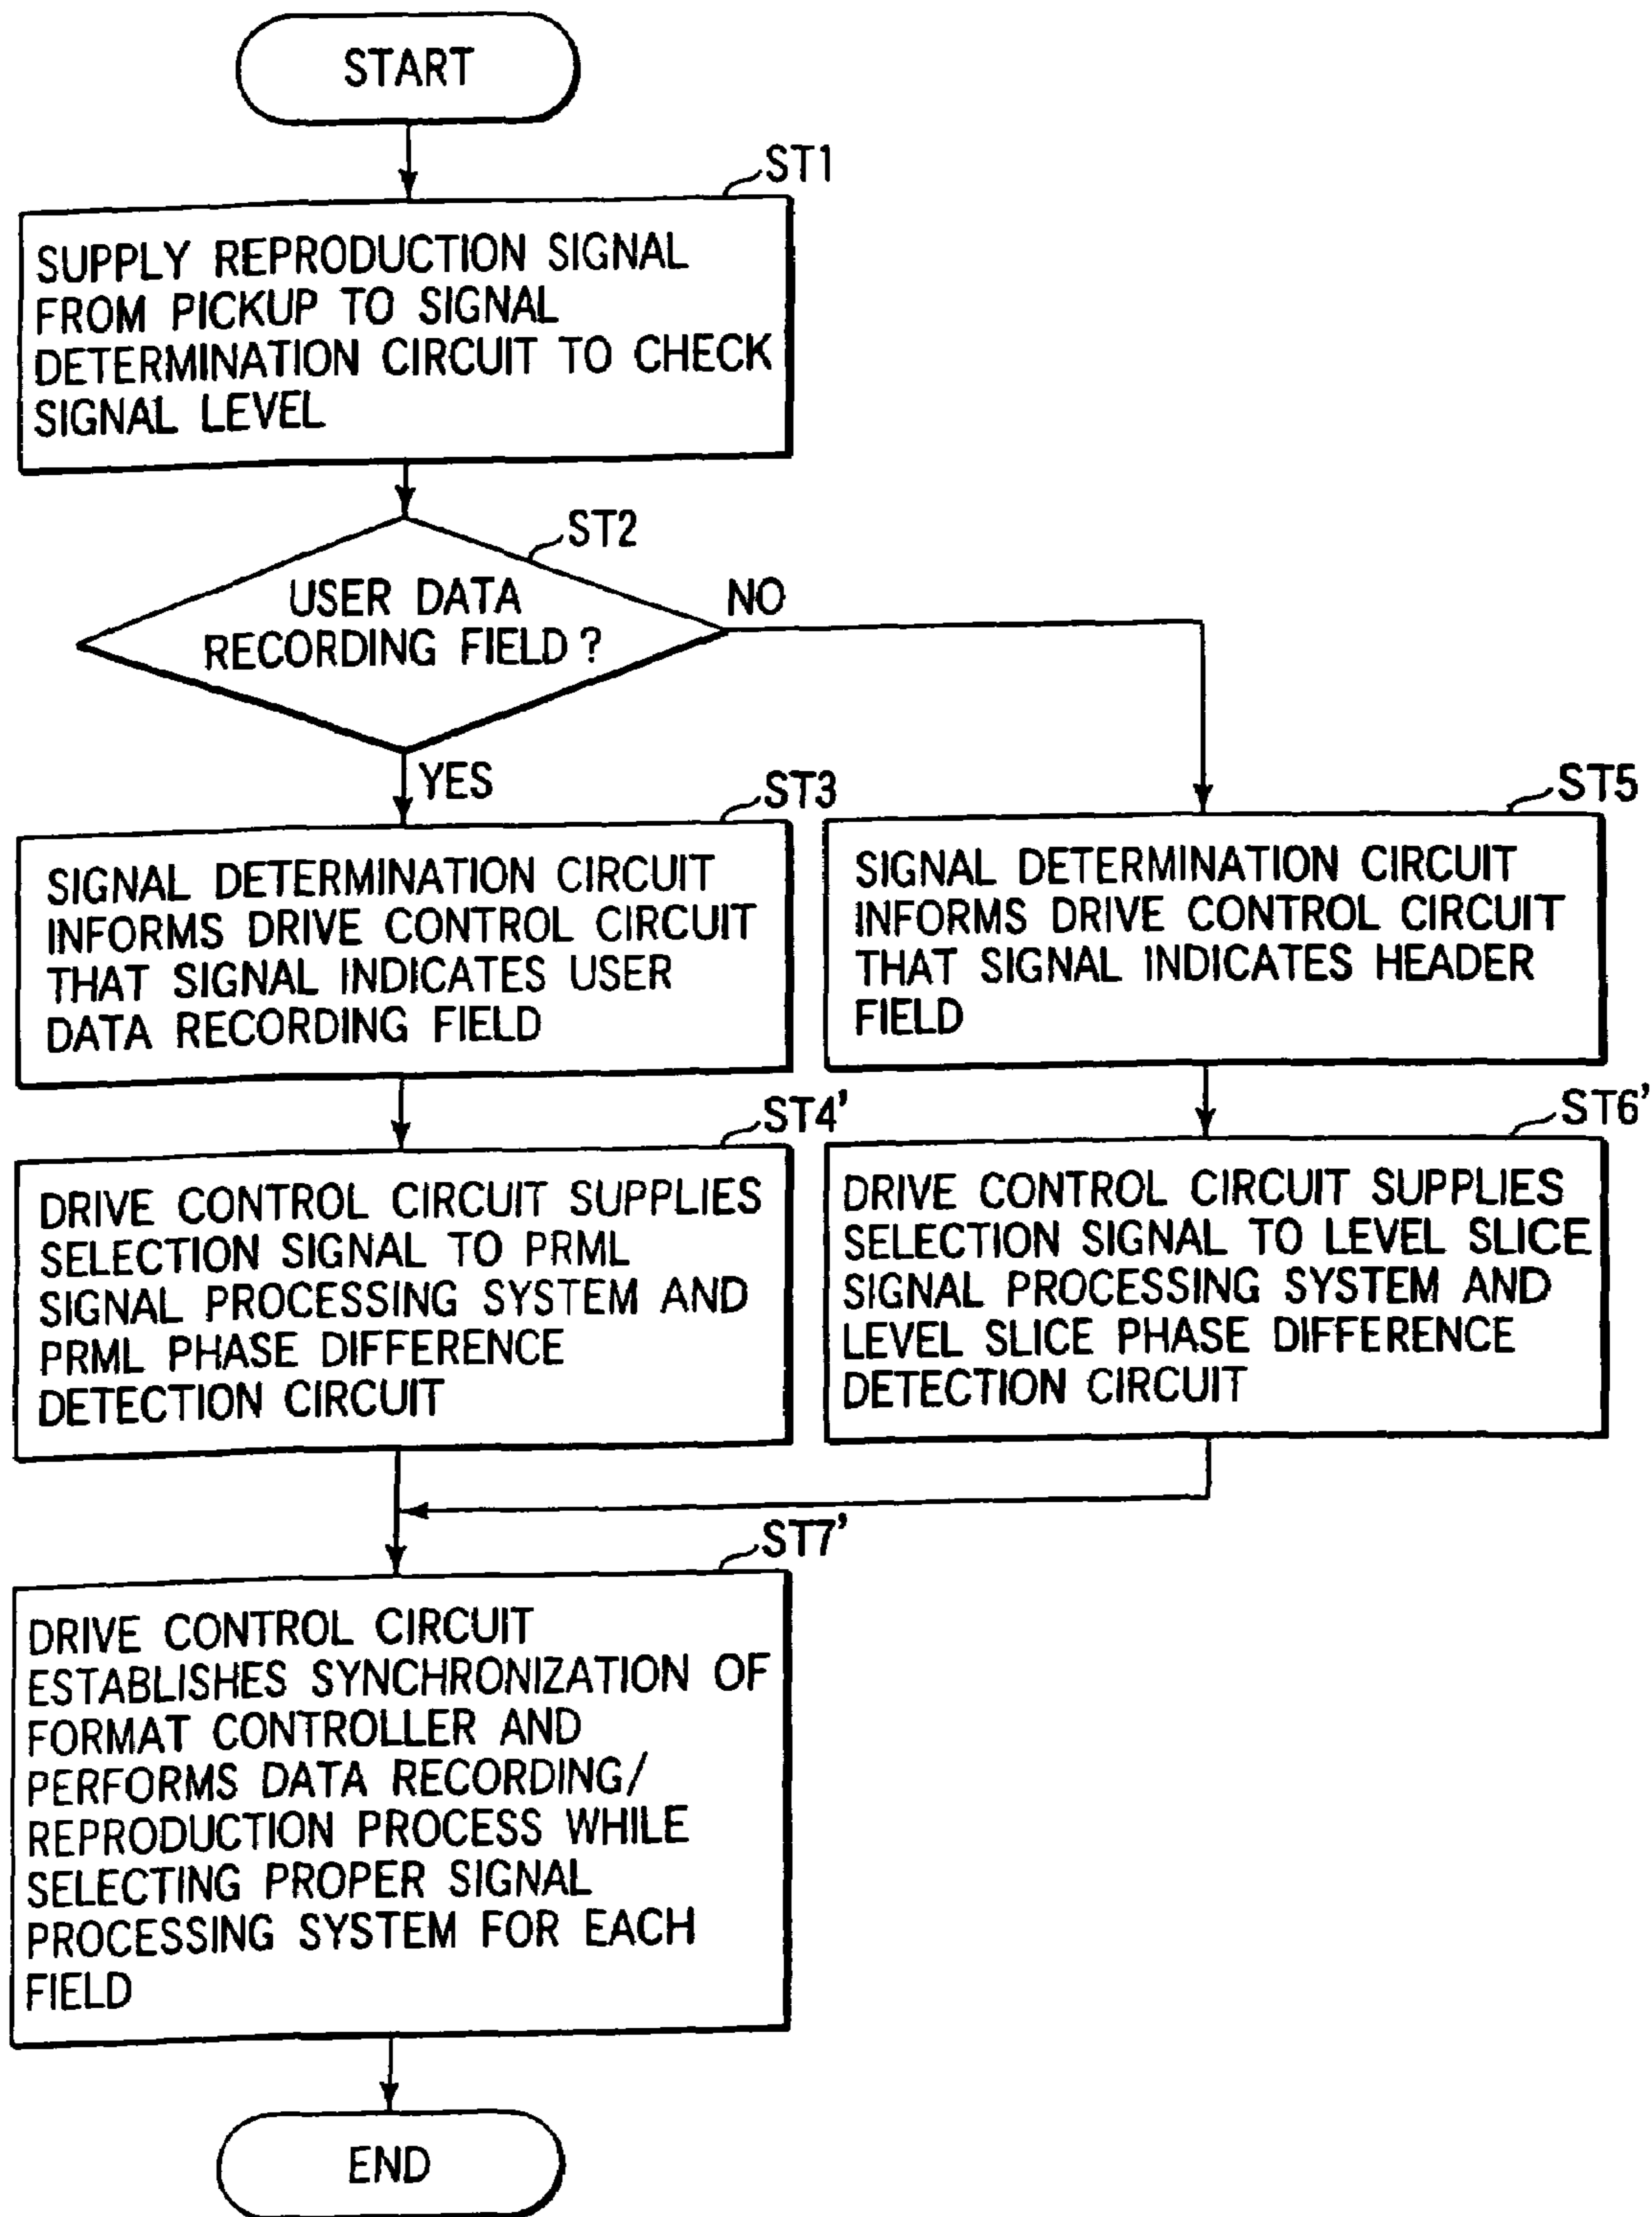 START
ST1
SUPPLY REPRODUCTION SIGNAL
FROM PICKUP TO SIGNAL
DETERMINATION CIRCUIT TO CHECK
SIGNAL LEVEL
ST2
USER DATA
RECORDING FIELD?
NO
YES
ST3
SIGNAL DETERMINATION CIRCUIT
INFORMS DRIVE CONTROL CIRCUIT
THAT SIGNAL INDICATES USER
DATA RECORDING FIELD
ST5
SIGNAL DETERMINATION CIRCUIT
INFORMS DRIVE CONTROL CIRCUIT
THAT SIGNAL INDICATES HEADER
FIELD
ST4'
DRIVE CONTROL CIRCUIT SUPPLIES
SELECTION SIGNAL TO PRML
SIGNAL PROCESSING SYSTEM AND
PRML PHASE DIFFERENCE
DETECTION CIRCUIT
ST6'
DRIVE CONTROL CIRCUIT SUPPLIES
SELECTION SIGNAL TO LEVEL SLICE
SIGNAL PROCESSING SYSTEM AND
LEVEL SLICE PHASE DIFFERENCE
DETECTION CIRCUIT
ST7'
DRIVE CONTROL CIRCUIT
ESTABLISHES SYNCHRONIZATION OF
FORMAT CONTROLLER AND
PERFORMS DATA RECORDING/
REPRODUCTION PROCESS WHILE
SELECTING PROPER SIGNAL
PROCESSING SYSTEM FOR EACH
FIELD
END